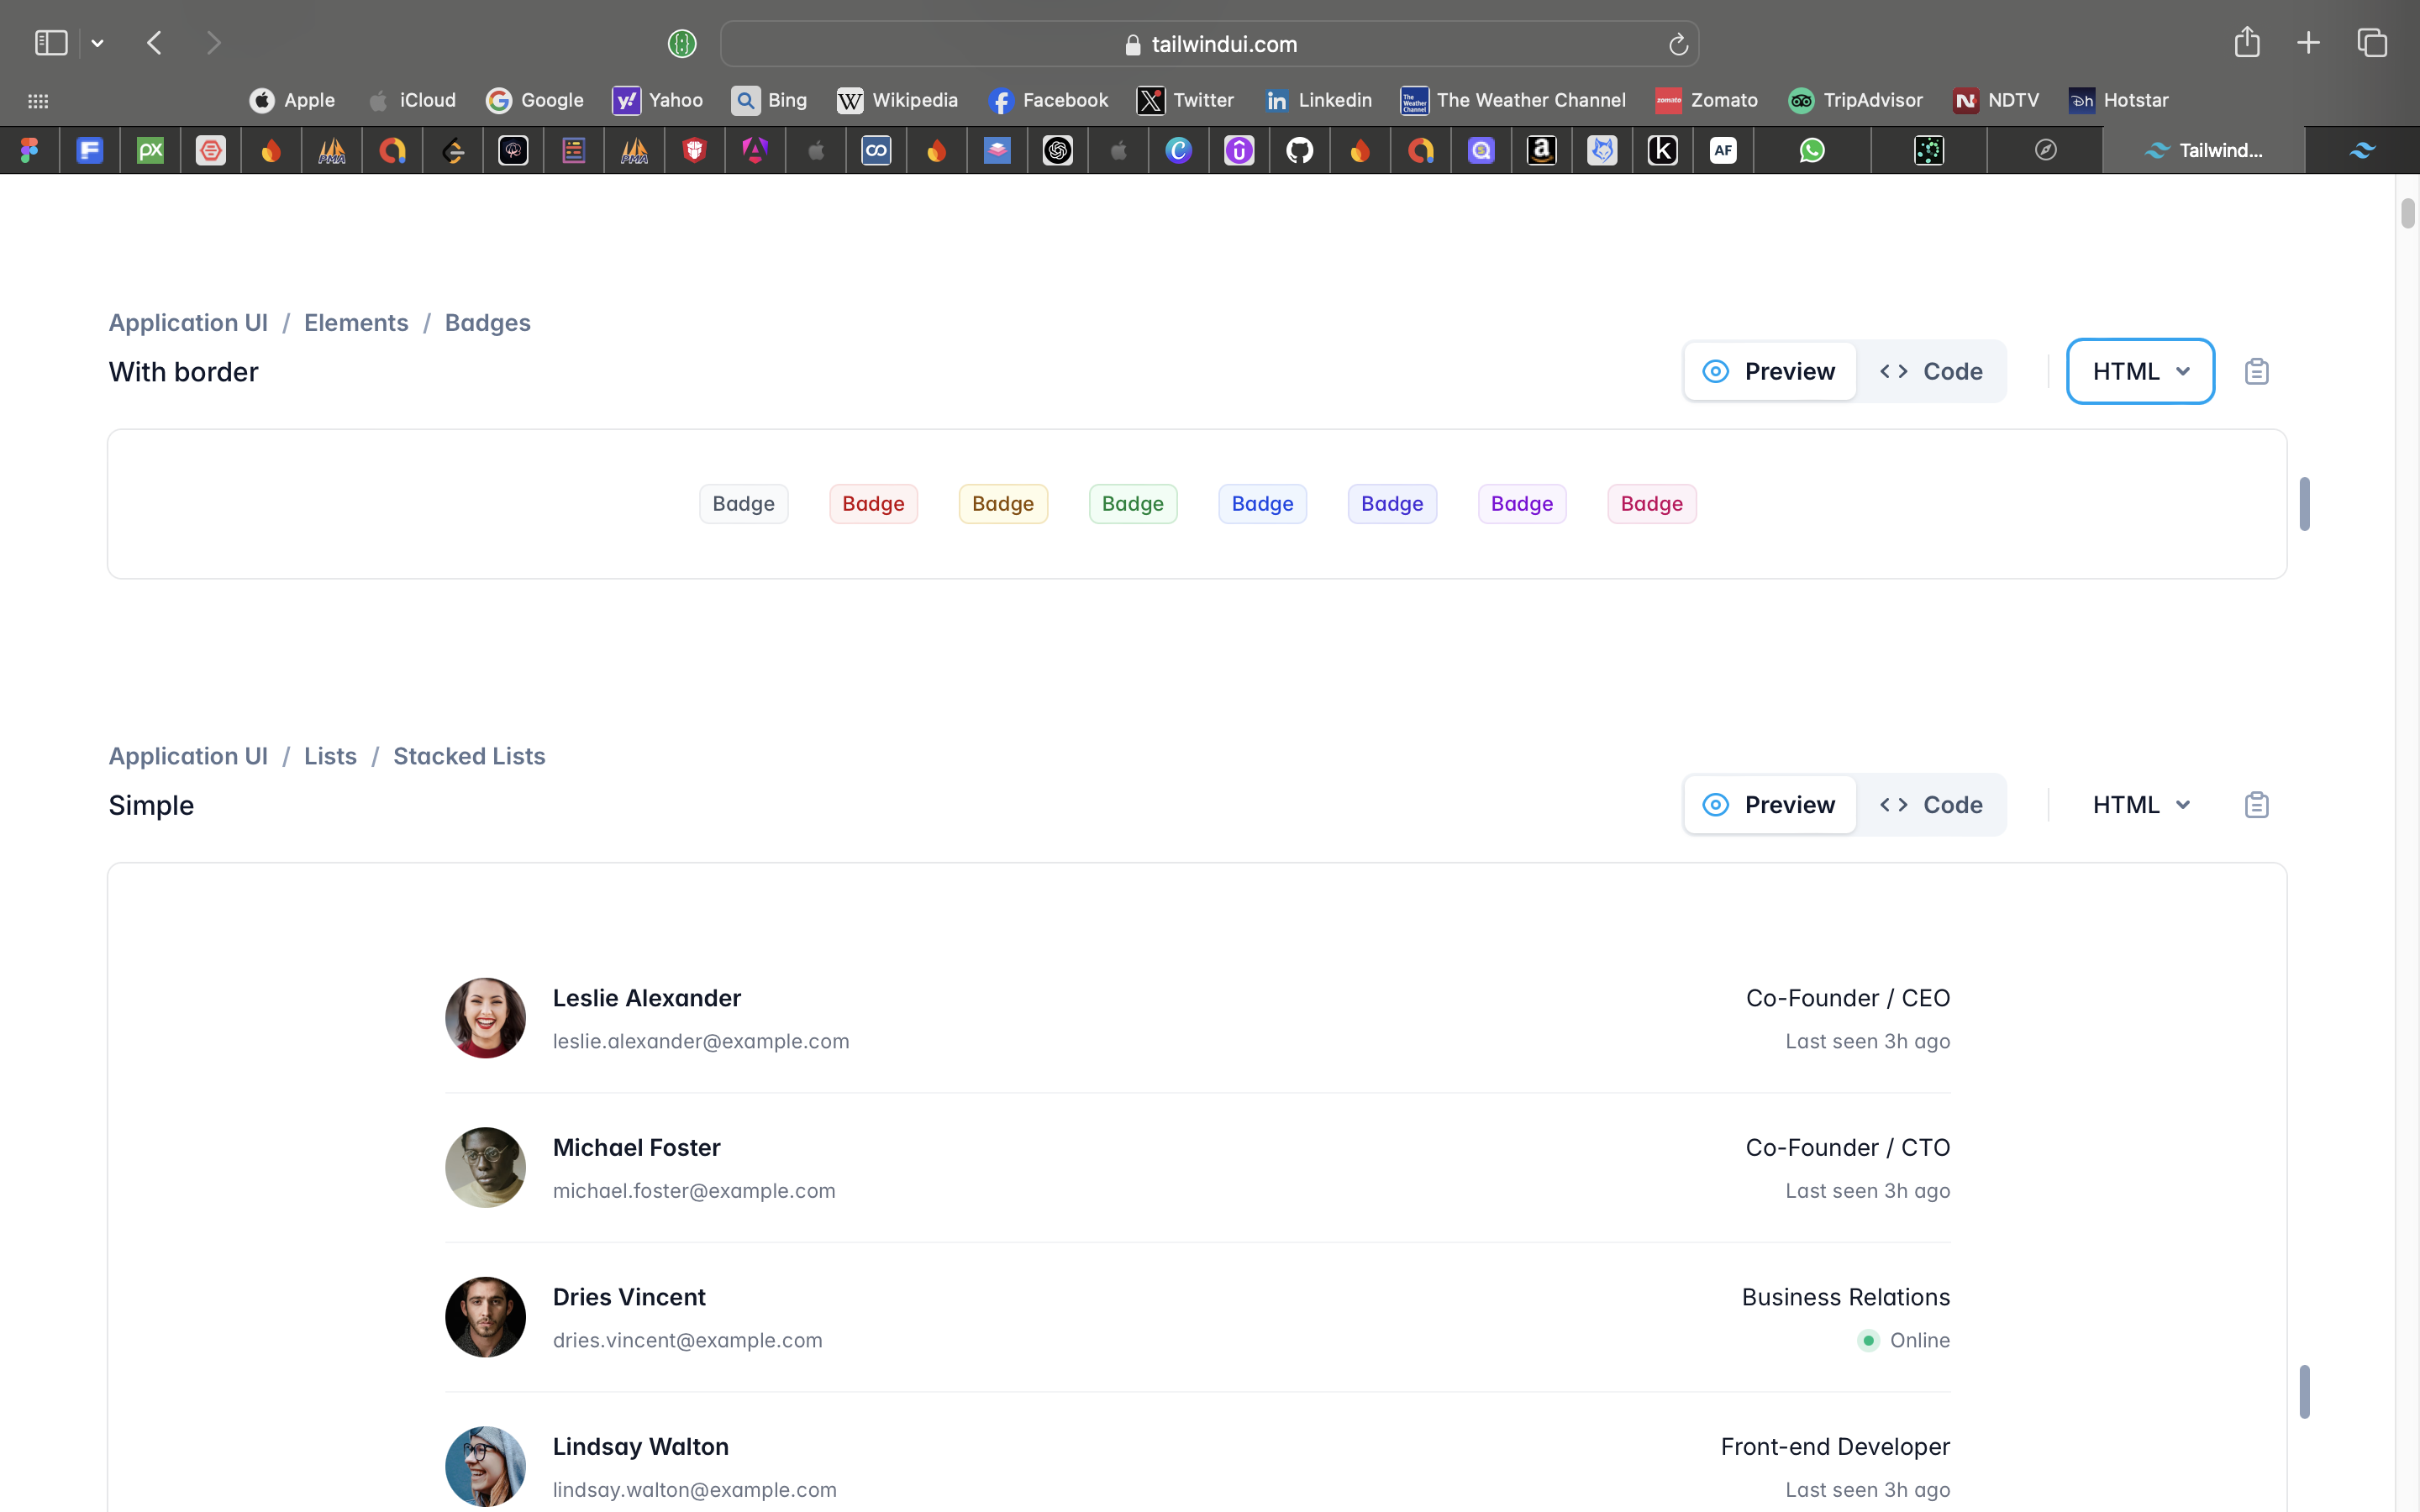 tailwindui.com
Apple iCloud Google Yahoo Bing Wikipedia Facebook Twitter Linkedin The Weather Channel Zomato TripAdvisor NDTV Hotstar
Tailwind...
Application UI / Elements / Badges
With border
Preview Code HTML
Badge Badge Badge Badge Badge Badge Badge Badge
Application UI / Lists / Stacked Lists
Simple
Preview Code HTML
Leslie Alexander Co-Founder / CEO
leslie.alexander@example.com Last seen 3h ago
Michael Foster Co-Founder / CTO
michael.foster@example.com Last seen 3h ago
Dries Vincent Business Relations
dries.vincent@example.com Online
Lindsay Walton Front-end Developer
lindsay.walton@example.com Last seen 3h ago